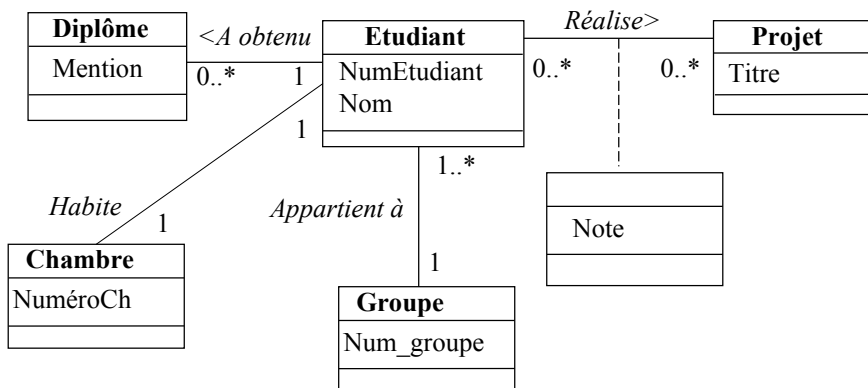 Diplôme
Mention
<A obtenu
0..*
1
Etudiant
NumEtudiant
Nom
Réalise>
0..*
0..*
Projet
Titre
1
1..*
Habite
1
Appartient à
1
Note
Chambre
NuméroCh
Groupe
Num_groupe